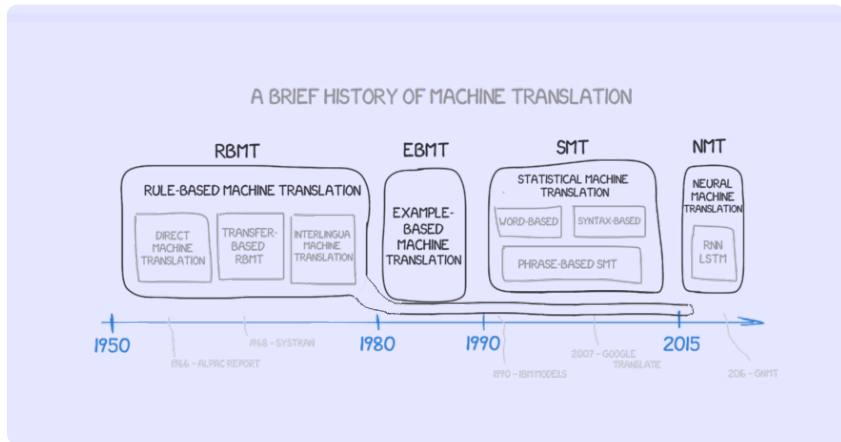 A BRIEF HISTORY OF MACHINE TRANSLATION
RBMT
EBMT
SMT
NMT
RULE-BASED MACHINE TRANSLATION
DIRECT
MACHINE
TRANSLATION
TRANSFER-
BASED
RBMT
INTERLINGUA
MACHINE
TRANSLATION
EXAMPLE-
BASED
MACHINE
TRANSLATION
STATISTICAL MACHINE
TRANSLATION
WORD-BASED
SYNTAX-BASED
PHRASE-BASED SMT
NEURAL
MACHINE
TRANSLATION
RNN
LSTM
1950
1980
1990
2015
1966 - ALPAC REPORT
1968 - SYSTRAN
1990 - IBM MODELS
2007 - GOOGLE
TRANSLATE
2016 - GNMT